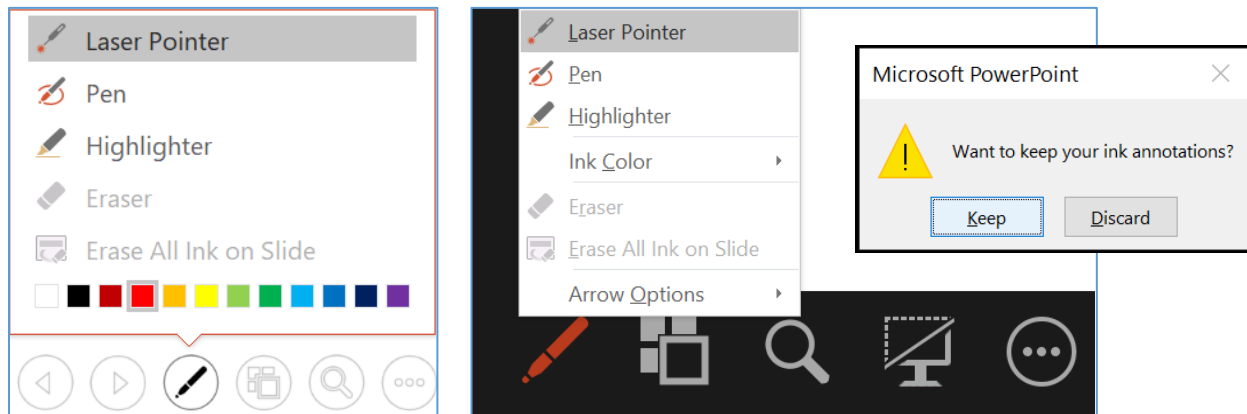 Laser Pointer
Pen
Highlighter
Eraser
Erase All Ink on Slide
Laser Pointer
Pen
Highlighter
Ink Color
Eraser
Erase All Ink on Slide
Arrow Options
Microsoft PowerPoint
Want to keep your ink annotations?
Keep
Discard